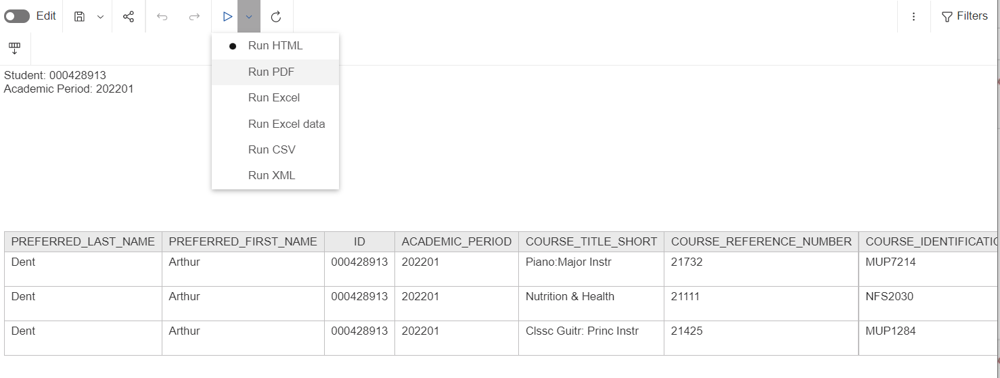 Edit
Filters
Run HTML
Run PDF
Run Excel
Run Excel data
Run CSV
Run XML
Student: 000428913
Academic Period: 202201
PREFERRED_LAST_NAME PREFERRED_FIRST_NAME ID ACADEMIC_PERIOD COURSE_TITLE_SHORT COURSE_REFERENCE_NUMBER COURSE_IDENTIFICATIO
Dent Arthur 000428913 202201 Piano:Major Instr 21732 MUP7214
Dent Arthur 000428913 202201 Nutrition & Health 21111 NFS2030
Dent Arthur 000428913 202201 Clssc Guitr: Princ Instr 21425 MUP1284